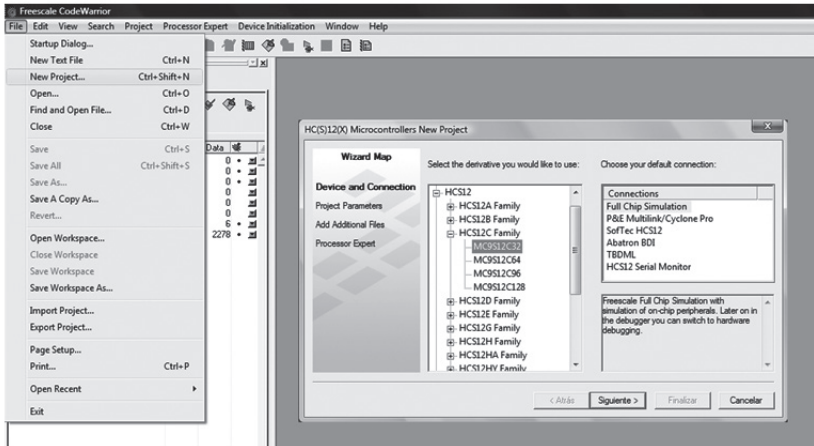 Freescale CodeWarrior
File Edit View Search Project Processor Expert Device Initialization Window Help
Startup Dialog...
New Text File Ctrl+N
New Project... Ctrl+Shift+N
Open... Ctrl+O
Find and Open File... Ctrl+D
Close Ctrl+W
Save Ctrl+S
Save All Ctrl+Shift+S
Save As...
Save A Copy As...
Revert...
Open Workspace...
Close Workspace
Save Workspace
Save Workspace As...
Import Project...
Export Project...
Page Setup...
Print... Ctrl+P
Open Recent
Exit
Data
0
0
0
0
0
0
6
2278
HC(S)12(X) Microcontrollers New Project
Wizard Map
Device and Connection
Project Parameters
Add Additional Files
Processor Expert
Select the derivative you would like to use:
HCS12
HCS12A Family
HCS12B Family
HCS12C Family
MC9S12C32
MC9S12C64
MC9S12C96
MC9S12C128
HCS12D Family
HCS12E Family
HCS12G Family
HCS12H Family
HCS12HA Family
HCS12HY Family
Choose your default connection:
Connections
Full Chip Simulation
P&E Multilink/Cyclone Pro
SofTec HCS12
Abatron BDI
TBDML
HCS12 Serial Monitor
Freescale Full Chip Simulation with
simulation of on-chip peripherals. Later on in
the debugger you can switch to hardware
debugging.
< Atrás Siguiente > Finalizar Cancelar